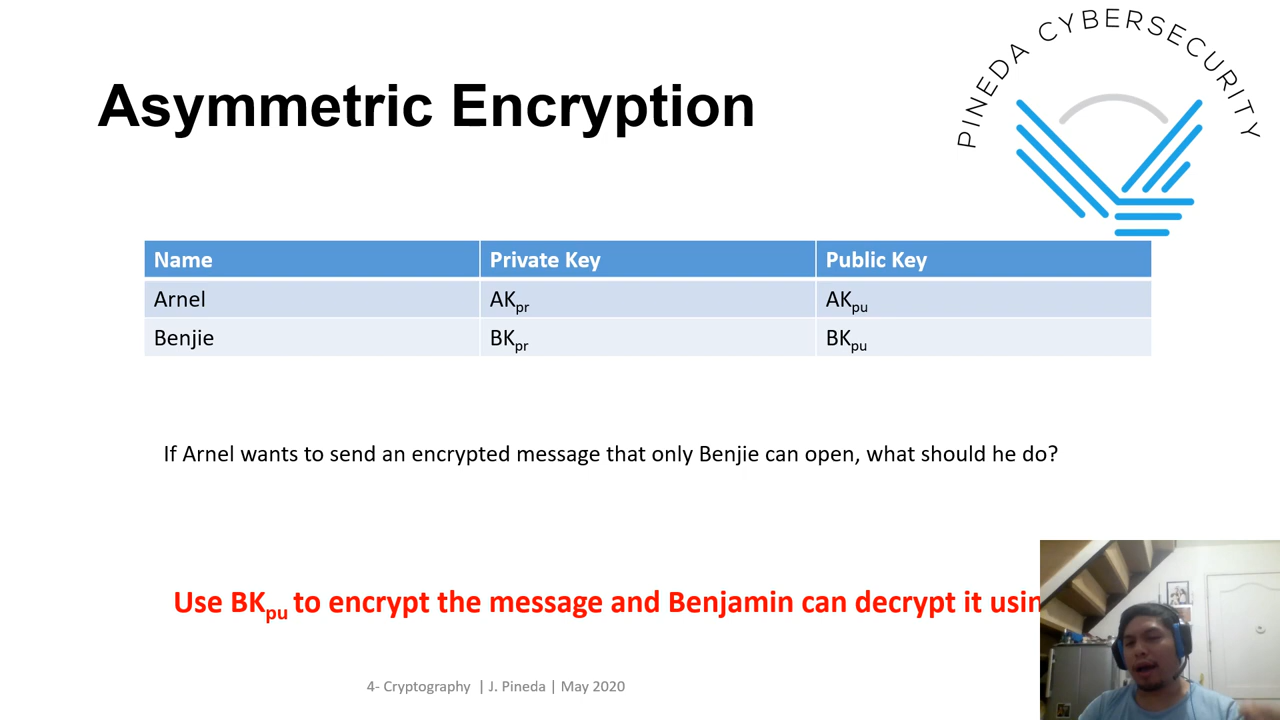 PINEDA CYBERSECURITY
Asymmetric Encryption
Name Private Key Public Key
Arnel AKpr AKpu
Benjie BKpr BKpu
If Arnel wants to send an encrypted message that only Benjie can open, what should he do?
Use BKpu to encrypt the message and Benjamin can decrypt it usin
4- Cryptography | J. Pineda | May 2020